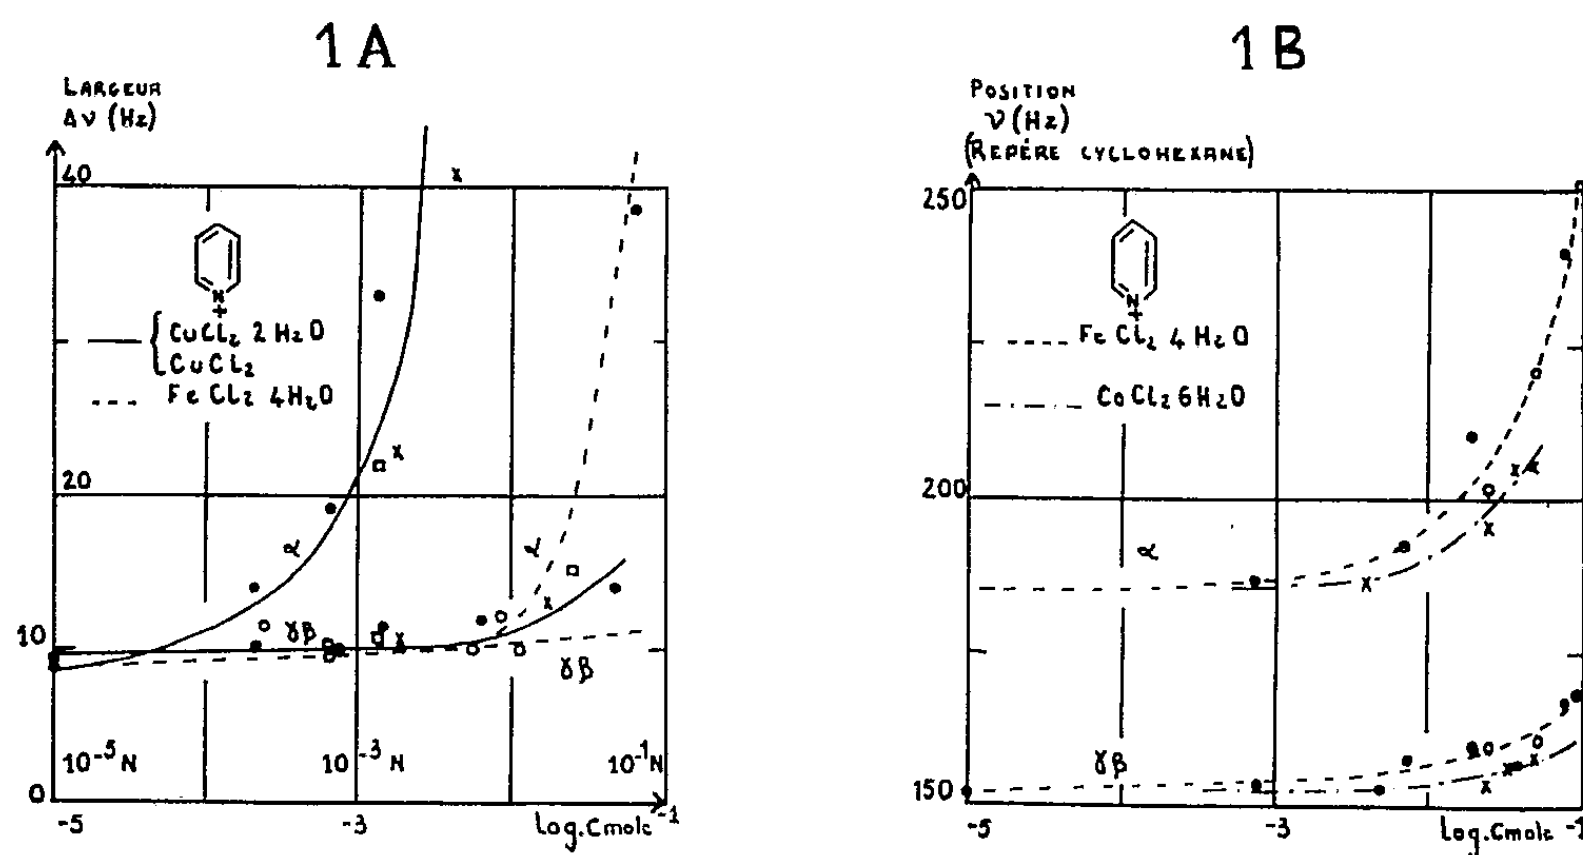 1A
LARGEUR
Δν (Hz)
40
N
+
CuCl2 2H2O
CuCl2
FeCl2 4H2O
20
α
α
10
γβ
γβ
10-5 N
10-3 N
10-1 N
0
-5
-3
log.Cmole
-1
1B
POSITION
ν(Hz)
(REPÈRE CYCLOHEXANE)
250
N
+
FeCl2 4H2O
CoCl2 6H2O
200
α
γβ
150
-5
-3
log.Cmole
-1